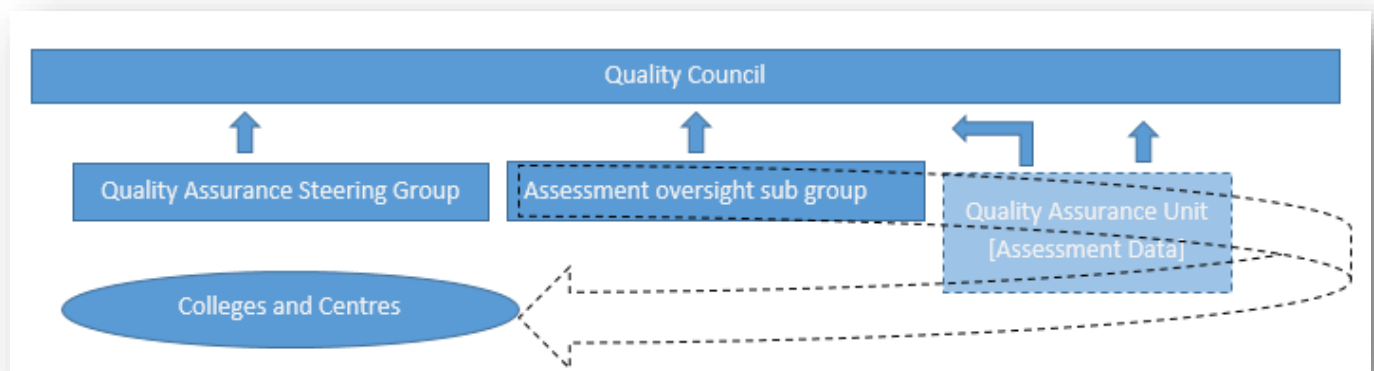 Quality Council
Quality Assurance Steering Group
Assessment oversight sub group
Quality Assurance Unit
[Assessment Data]
Colleges and Centres